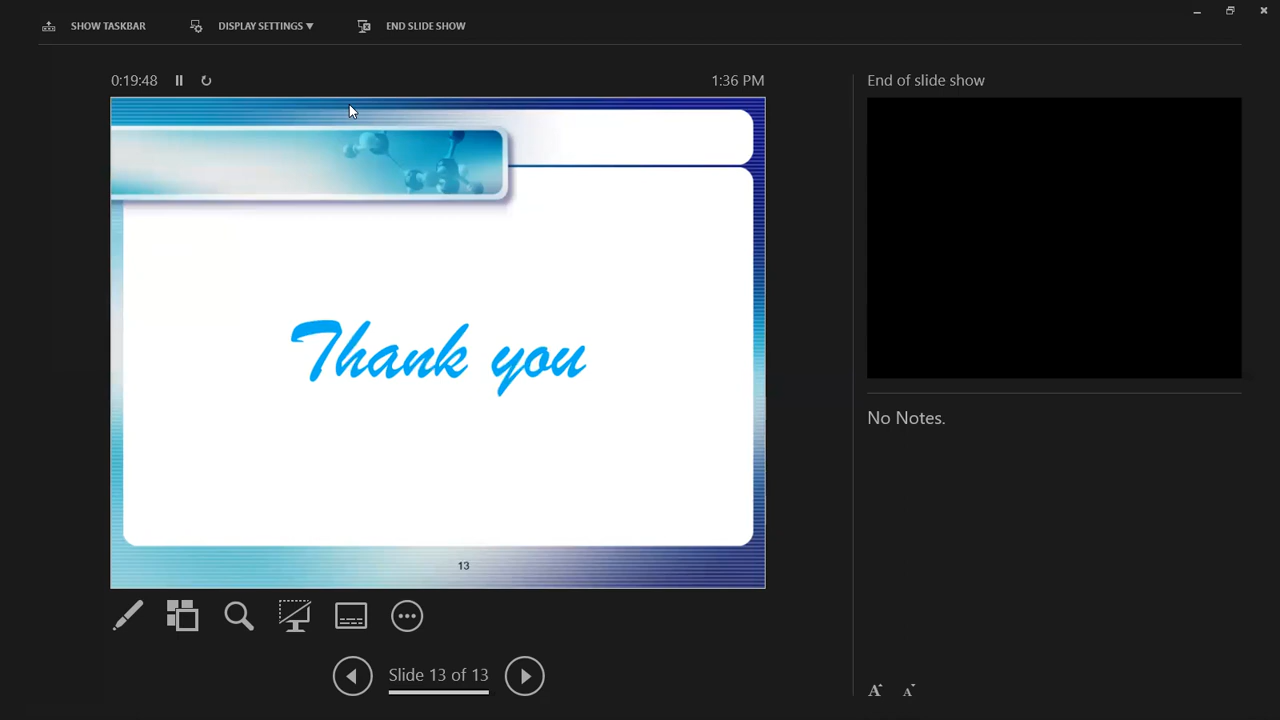 SHOW TASKBAR
DISPLAY SETTINGS ▼
END SLIDE SHOW
0:19:48
1:36 PM
End of slide show
Thank you
13
No Notes.
Slide 13 of 13
A A